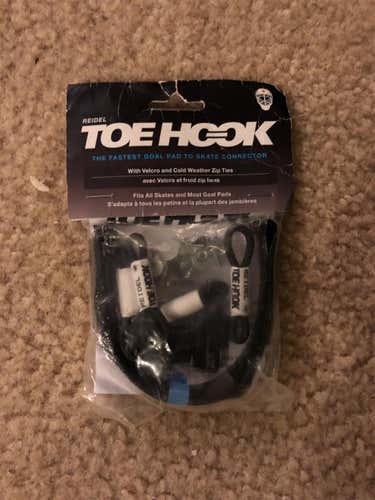 REIDEL
TOE HOOK
THE FASTEST GOAL PAD TO SKATE CONNECTOR
With Velcro and Cold Weather Zip Ties
avec Velcro et froid zip liens
Fits All Skates and Most Goal Pads
S'adapte à tous les patins et la plupart des jambières
TOE HOOK
TOE HOOK